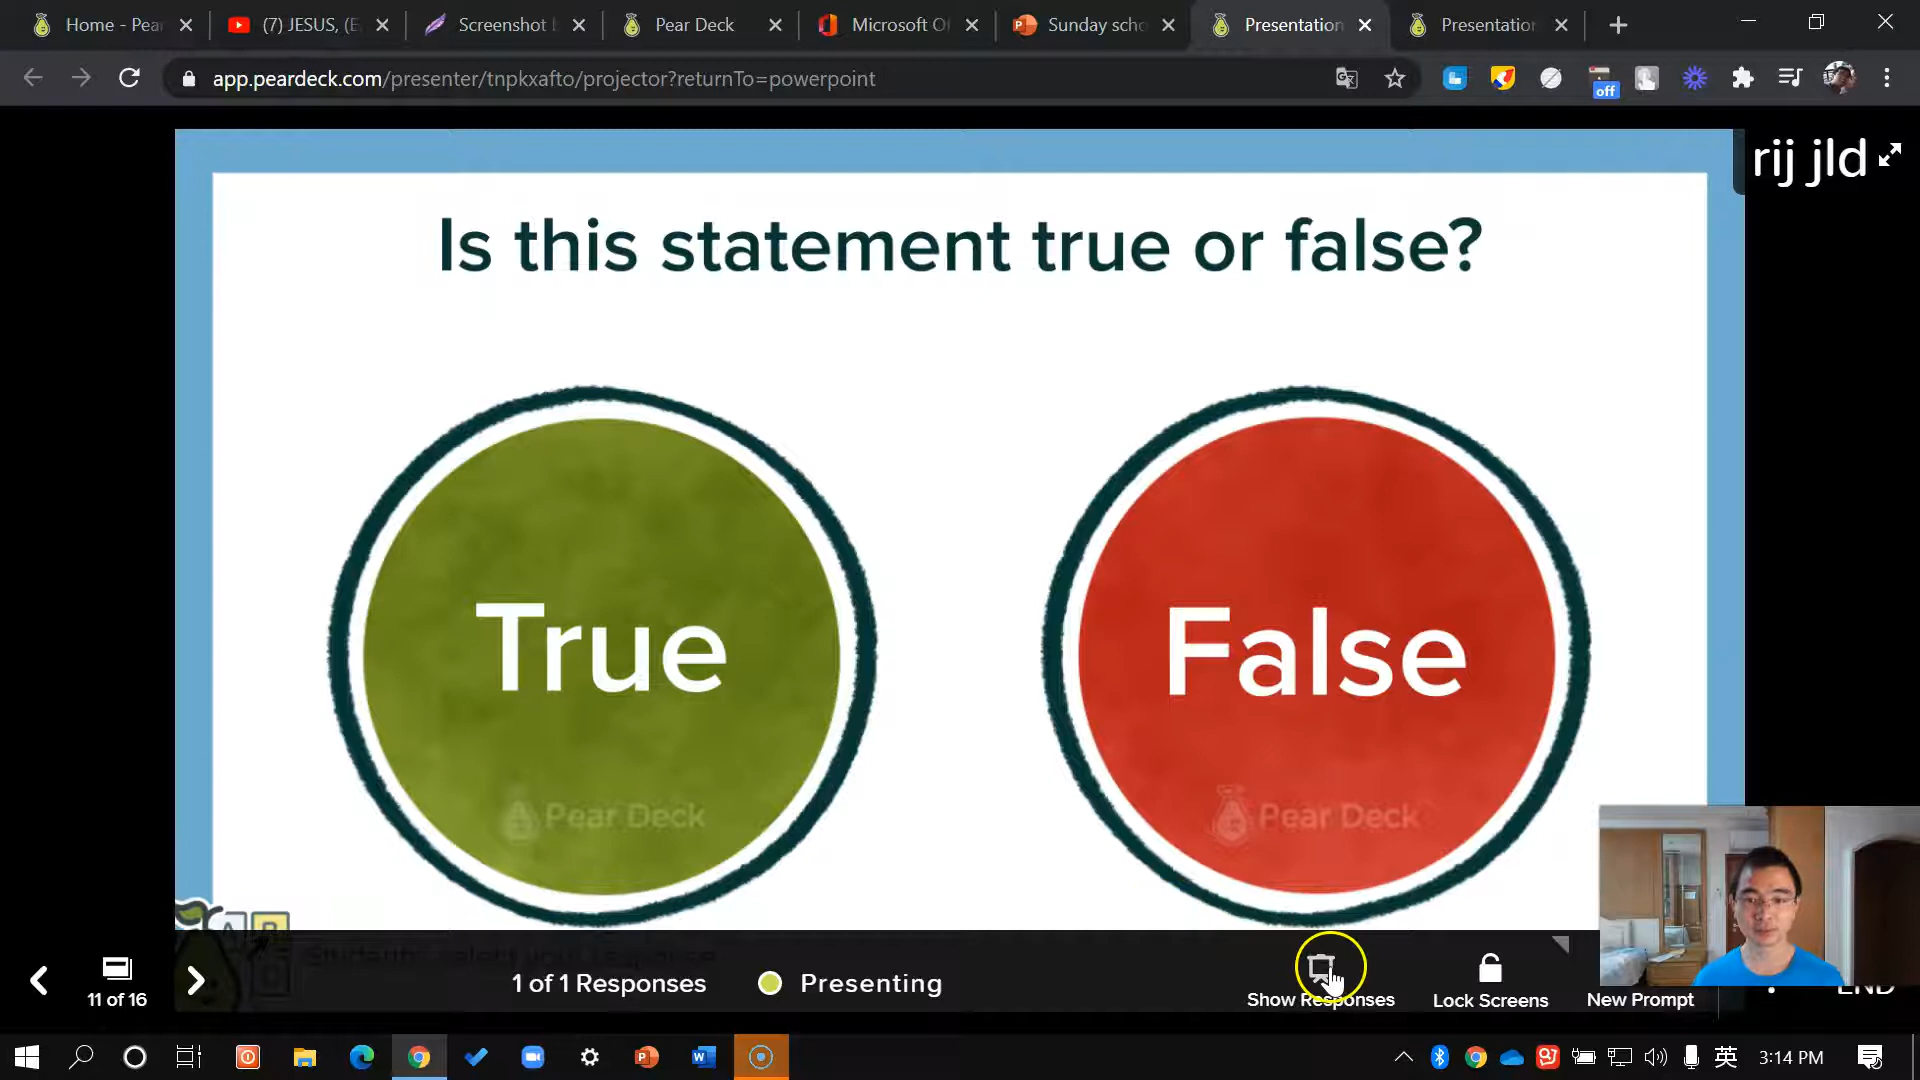 Home - Pear
(7) JESUS, (E
Screenshot
Pear Deck
Microsoft Of
Sunday scho
Presentation
Presentation
app.peardeck.com/presenter/tnpkxafto/projector?returnTo=powerpoint
off
rij jld
Is this statement true or false?
True
False
Pear Deck
Pear Deck
11 of 16
1 of 1 Responses
Presenting
Show Responses
Lock Screens
New Prompt
END
英
3:14 PM